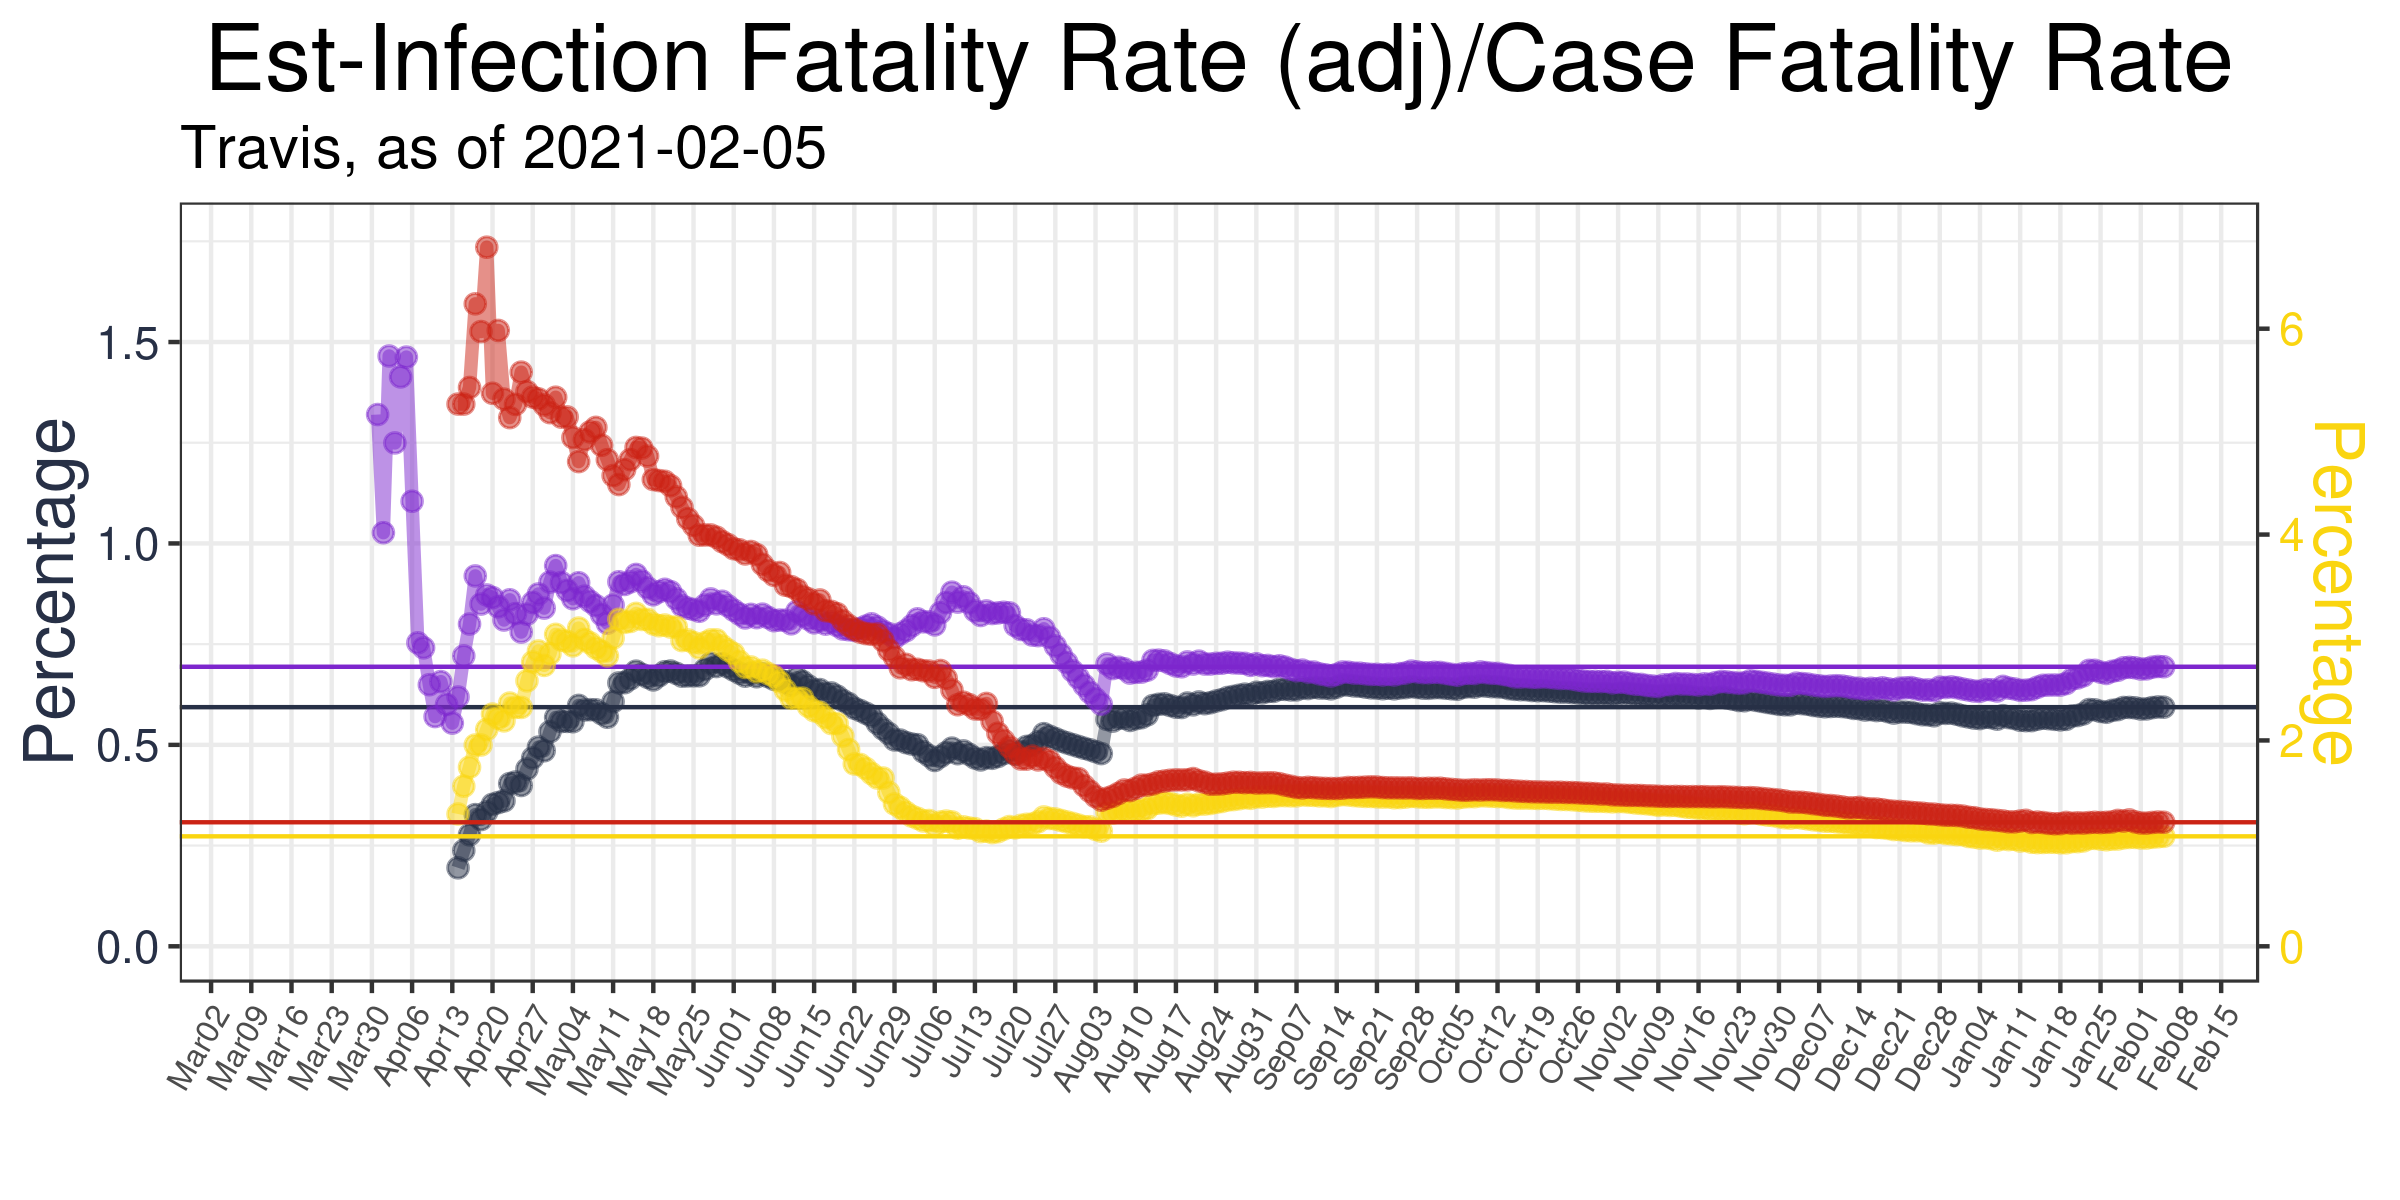 Est-Infection Fatality Rate (adj)/Case Fatality Rate
Travis, as of 2021-02-05
Percentage
1.5
1.0
0.5
0.0
6
4
2
0
Percentage
Mar02 Mar09 Mar16 Mar23 Mar30 Apr06 Apr13 Apr20 Apr27 May04 May11 May18 May25 Jun01 Jun08 Jun15 Jun22 Jun29 Jul06 Jul13 Jul20 Jul27 Aug03 Aug10 Aug17 Aug24 Aug31 Sep07 Sep14 Sep21 Sep28 Oct05 Oct12 Oct19 Oct26 Nov02 Nov09 Nov16 Nov23 Nov30 Dec07 Dec14 Dec21 Dec28 Jan04 Jan11 Jan18 Jan25 Feb01 Feb08 Feb15